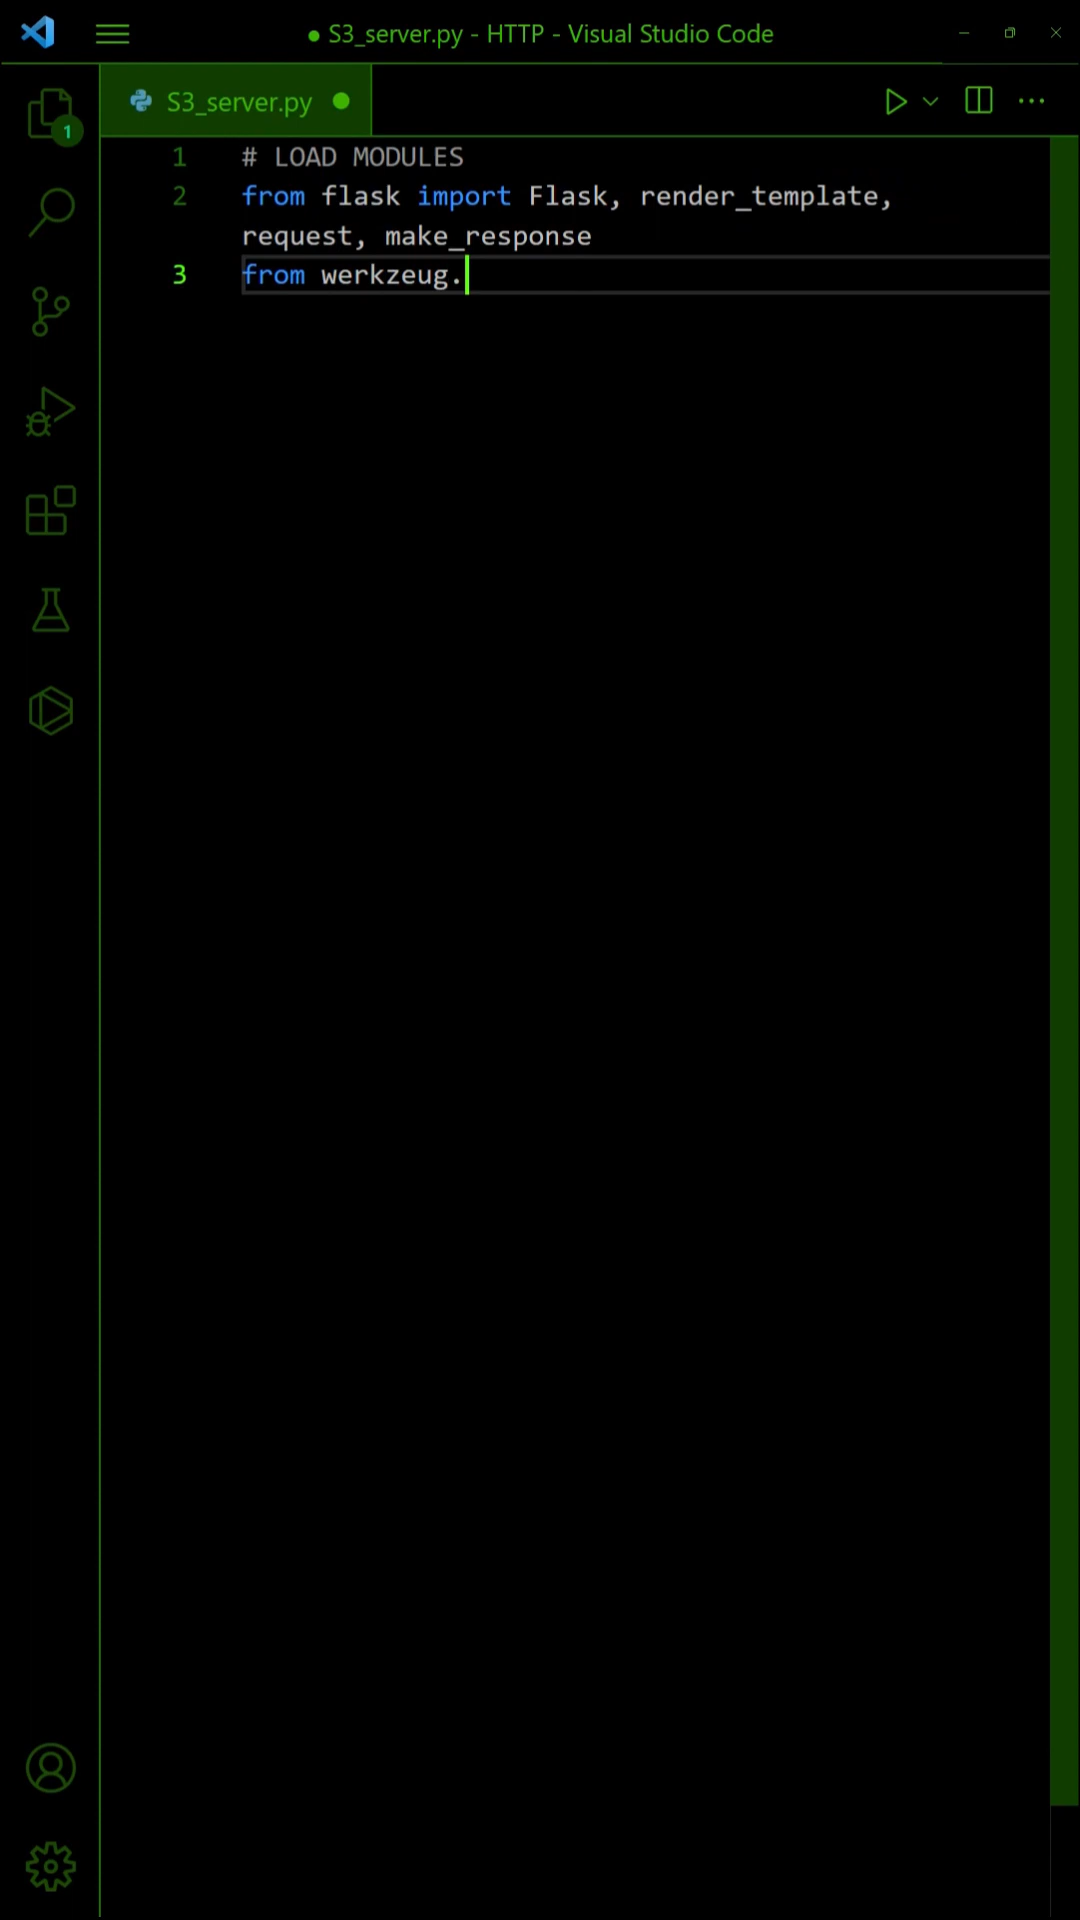 ● S3_server.py - HTTP - Visual Studio Code
S3_server.py
1
1 # LOAD MODULES
2 from flask import Flask, render_template,
request, make_response
3 from werkzeug.